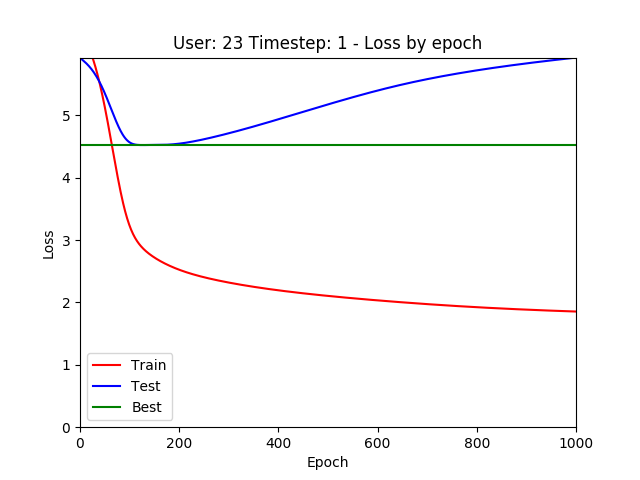 User: 23 Timestep: 1 - Loss by epoch
Loss
5
4
3
2
1
0
Train
Test
Best
0 200 400 600 800 1000
Epoch